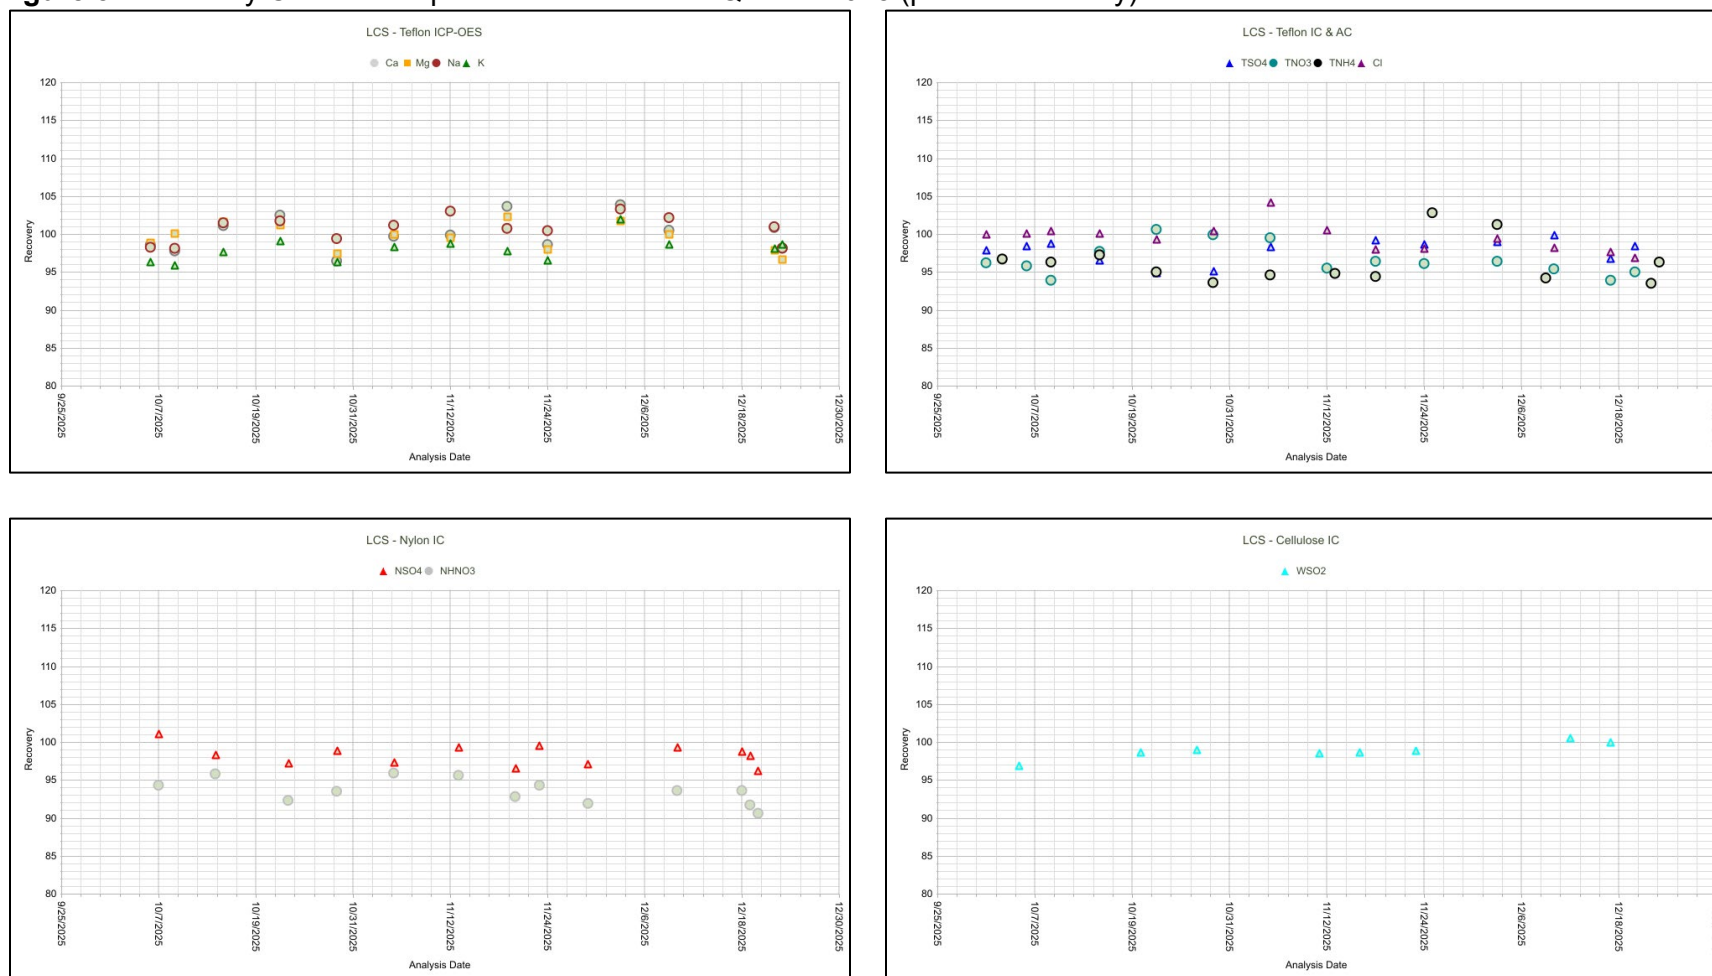 LCS - Teflon ICP-OES
Ca Mg Na K
120
115
110
105
100
95
90
85
80
Recovery
9/25/2025 10/7/2025 10/19/2025 10/31/2025 11/12/2025 11/24/2025 12/6/2025 12/18/2025 12/30/2025
Analysis Date
LCS - Teflon IC & AC
TSO4 TNO3 TNH4 Cl
120
115
110
105
100
95
90
85
80
Recovery
9/25/2025 10/7/2025 10/19/2025 10/31/2025 11/12/2025 11/24/2025 12/6/2025 12/18/2025
Analysis Date
LCS - Nylon IC
NSO4 NHNO3
120
115
110
105
100
95
90
85
80
Recovery
9/25/2025 10/7/2025 10/19/2025 10/31/2025 11/12/2025 11/24/2025 12/6/2025 12/18/2025 12/30/2025
Analysis Date
LCS - Cellulose IC
WSO2
120
115
110
105
100
95
90
85
80
Recovery
9/25/2025 10/7/2025 10/19/2025 10/31/2025 11/12/2025 11/24/2025 12/6/2025 12/18/2025
Analysis Date